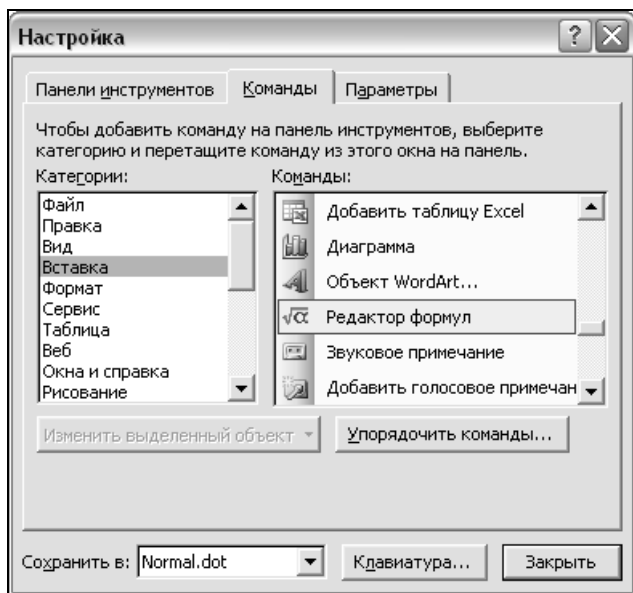 Настройка
Панели инструментов Команды Параметры
Чтобы добавить команду на панель инструментов, выберите
категорию и перетащите команду из этого окна на панель.
Категории: Команды:
Файл
Правка
Вид
Вставка
Формат
Сервис
Таблица
Веб
Окна и справка
Рисование
Добавить таблицу Excel
Диаграмма
Объект WordArt...
√α Редактор формул
Звуковое примечание
Добавить голосовое примечан
Изменить выделенный объект Упорядочить команды...
Сохранить в: Normal.dot Клавиатура... Закрыть